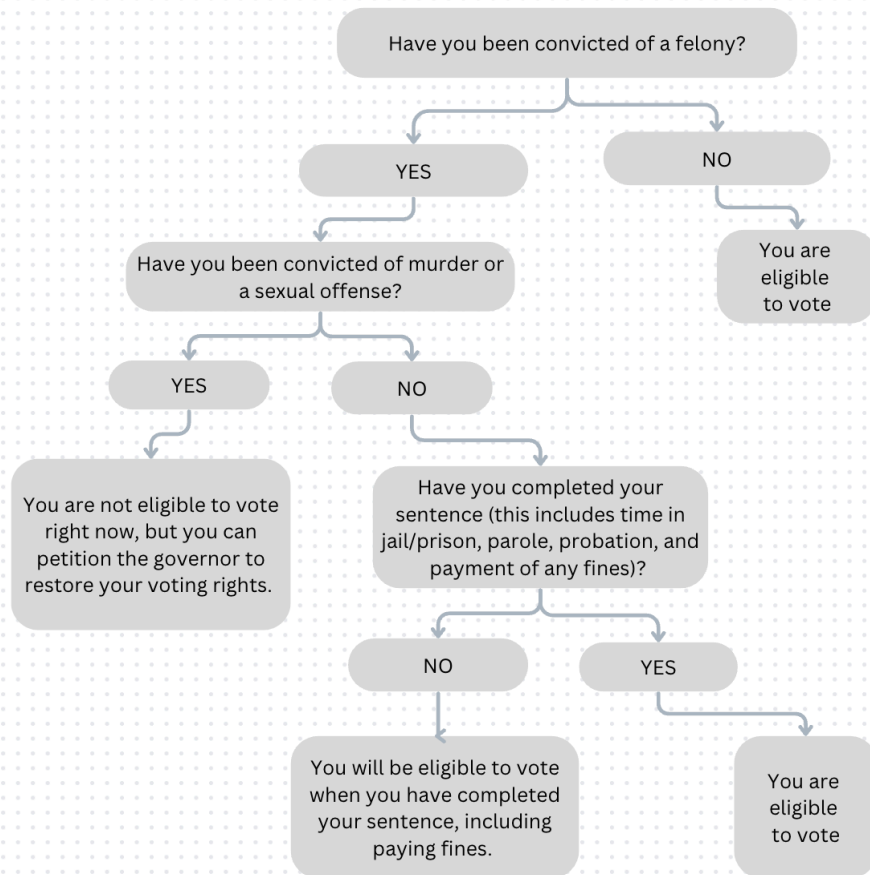 Have you been convicted of a felony?
YES
NO
You are
eligible
to vote
Have you been convicted of murder or
a sexual offense?
YES
NO
You are not eligible to vote
right now, but you can
petition the governor to
restore your voting rights.
Have you completed your
sentence (this includes time in
jail/prison, parole, probation, and
payment of any fines)?
NO
YES
You will be eligible to vote
when you have completed
your sentence, including
paying fines.
You are
eligible
to vote